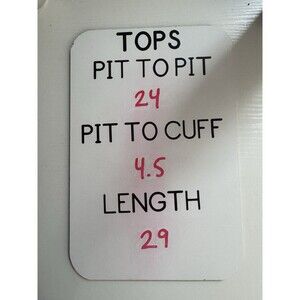 TOPS
PIT TO PIT
24
PIT TO CUFF
4.5
LENGTH
29